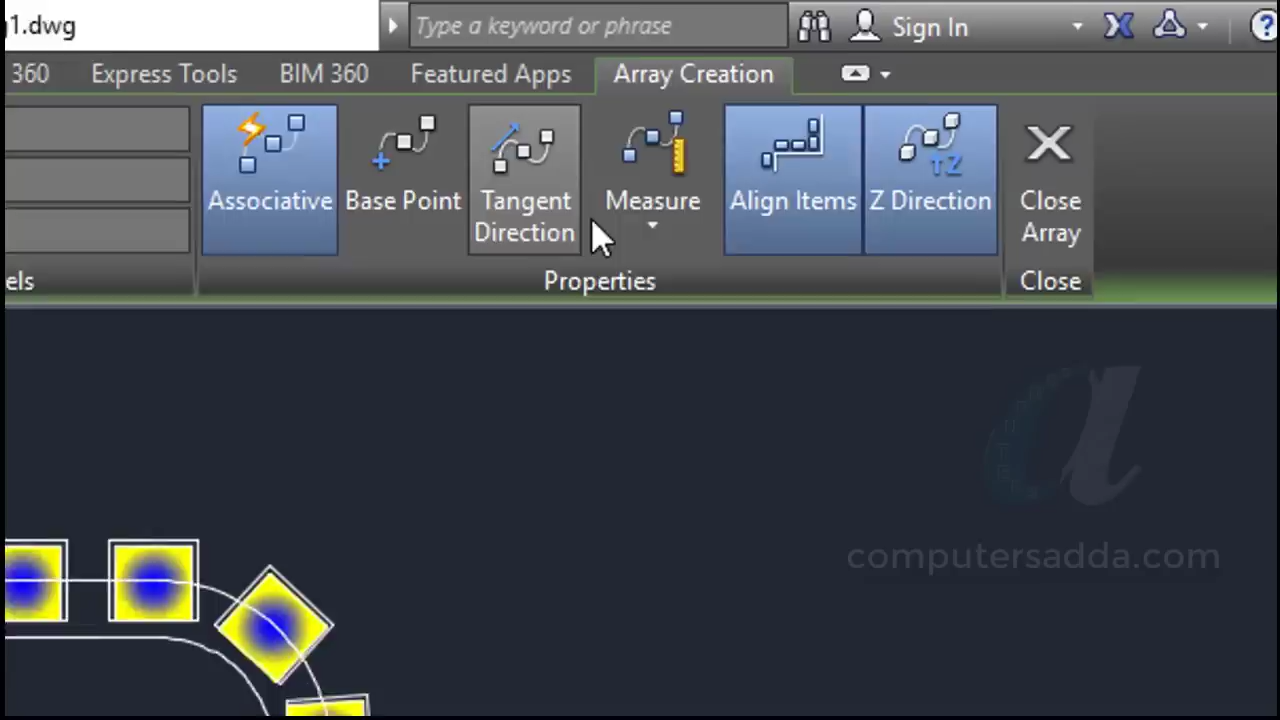 g1.dwg
Type a keyword or phrase
Sign In
?
360
Express Tools
BIM 360
Featured Apps
Array Creation
Associative
Base Point
Tangent
Direction
Measure
Align Items
Z Direction
Close
Array
els
Properties
Close
a
computersadda.com